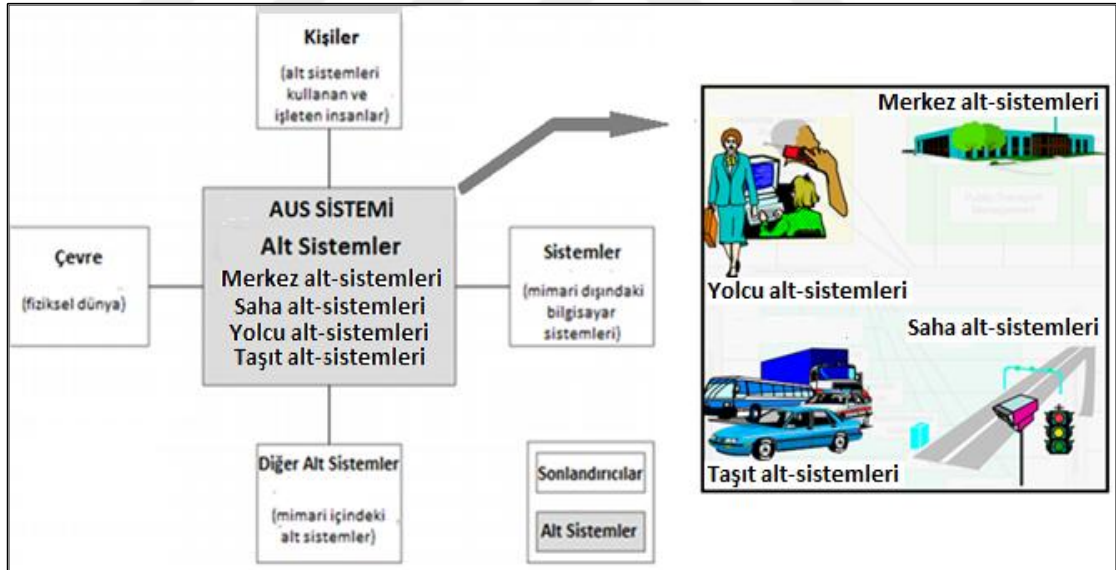 Kişiler
(alt sistemleri
kullanan ve
işleten insanlar)
AUS SİSTEMİ
Alt Sistemler
Merkez alt-sistemleri
Saha alt-sistemleri
Yolcu alt-sistemleri
Taşıt alt-sistemleri
Çevre
(fiziksel dünya)
Sistemler
(mimari dışındaki
bilgisayar
sistemleri)
Diğer Alt Sistemler
(mimari içindeki
alt sistemler)
Sonlandırıcılar
Alt Sistemler
Merkez alt-sistemleri
Yolcu alt-sistemleri
Saha alt-sistemleri
Taşıt alt-sistemleri